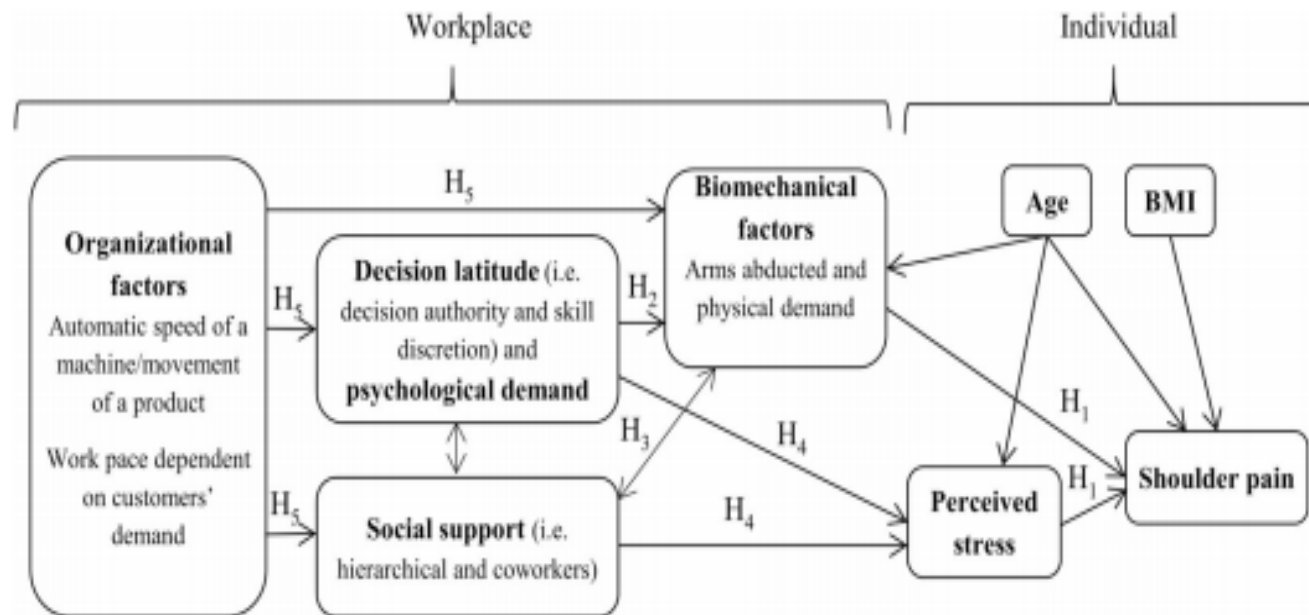 Workplace
Individual
Organizational
factors
Automatic speed of a
machine/movement
of a product
Work pace dependent
on customers'
demand
H5
H5
H5
Decision latitude (i.e.
decision authority and skill
discretion) and
psychological demand
Social support (i.e.
hierarchical and coworkers)
H2
H3
H4
H4
Biomechanical
factors
Arms abducted and
physical demand
Age
BMI
H1
H1
Perceived
stress
Shoulder pain